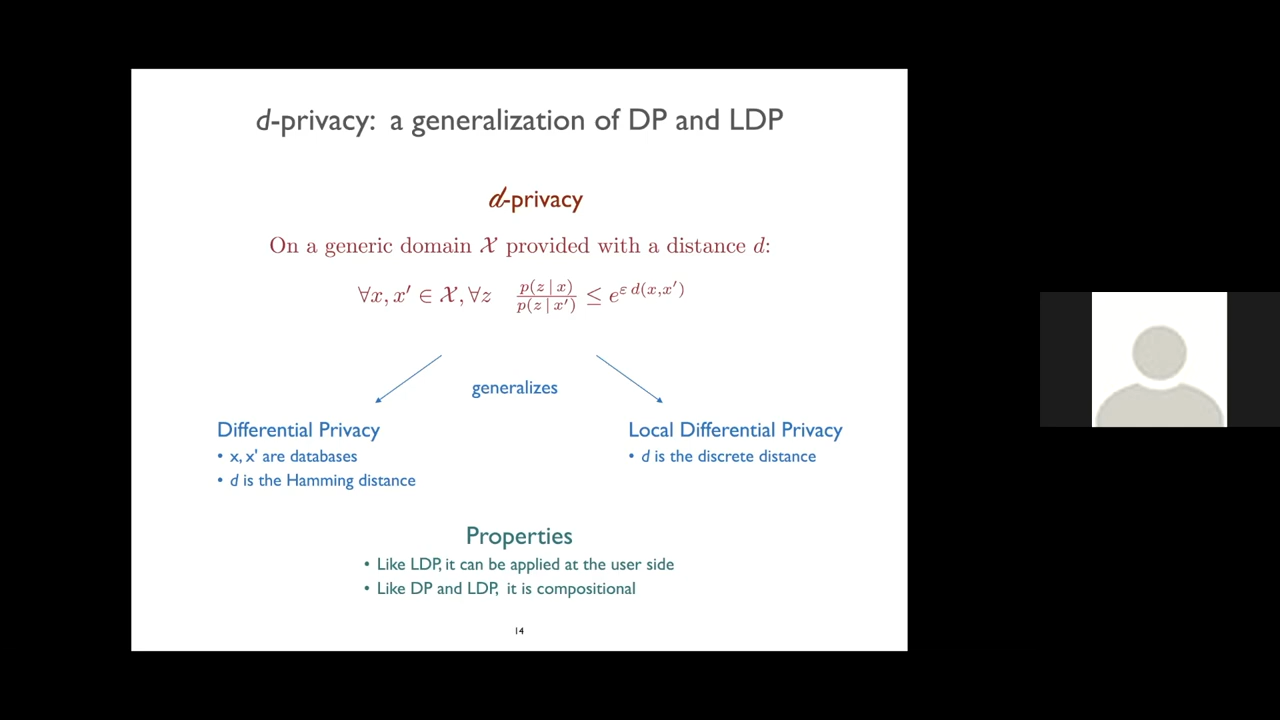 d-privacy: a generalization of DP and LDP
d-privacy
On a generic domain 𝒳 provided with a distance d:
∀x, x′ ∈ 𝒳, ∀z p(z | x) / p(z | x′) ≤ e^{ε d(x,x′)}
generalizes
Differential Privacy
• x, x' are databases
• d is the Hamming distance
Local Differential Privacy
• d is the discrete distance
Properties
• Like LDP, it can be applied at the user side
• Like DP and LDP, it is compositional
14